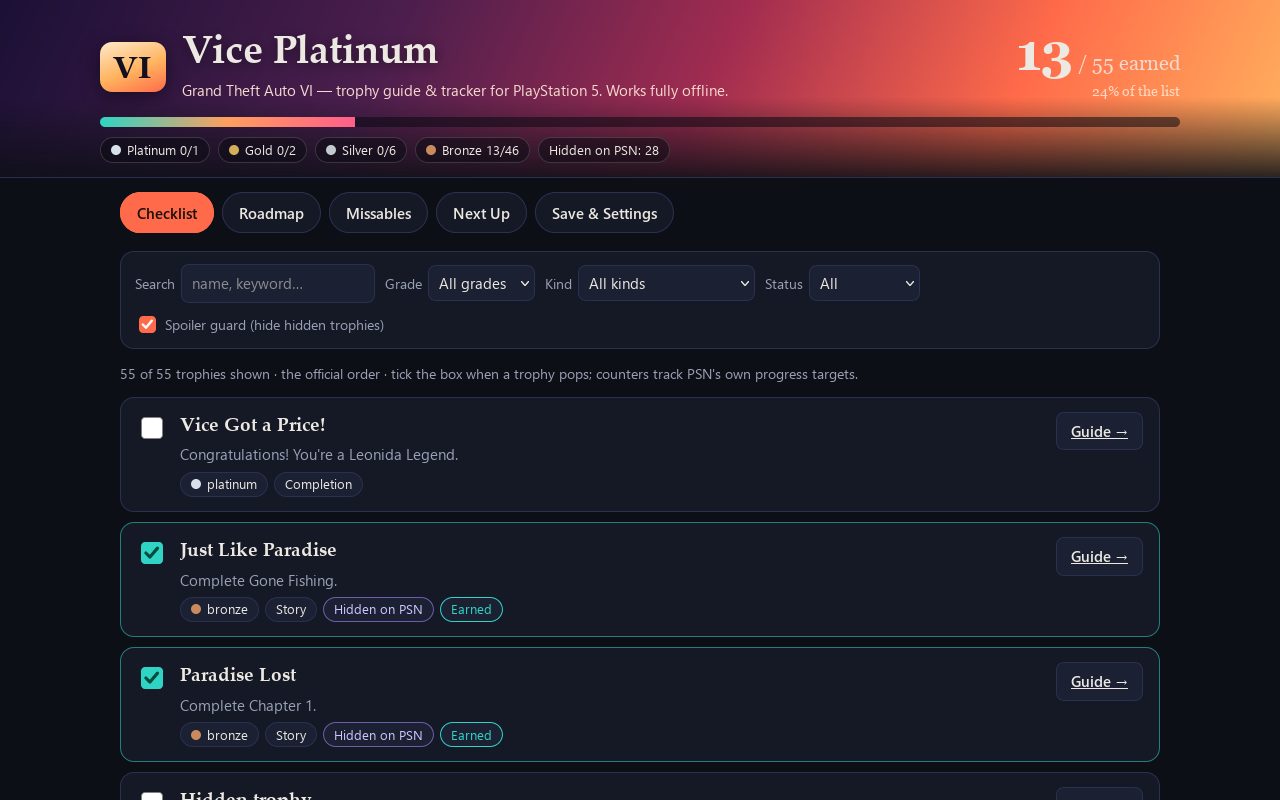 VI
Vice Platinum
Grand Theft Auto VI — trophy guide & tracker for PlayStation 5. Works fully offline.
13 / 55 earned
24% of the list
Platinum 0/1
Gold 0/2
Silver 0/6
Bronze 13/46
Hidden on PSN: 28
Checklist
Roadmap
Missables
Next Up
Save & Settings
Search name, keyword... Grade All grades Kind All kinds Status All
Spoiler guard (hide hidden trophies)
55 of 55 trophies shown · the official order · tick the box when a trophy pops; counters track PSN's own progress targets.
Vice Got a Price!
Guide →
Congratulations! You're a Leonida Legend.
platinum Completion
Just Like Paradise
Guide →
Complete Gone Fishing.
bronze Story Hidden on PSN Earned
Paradise Lost
Guide →
Complete Chapter 1.
bronze Story Hidden on PSN Earned
Hidden trophy